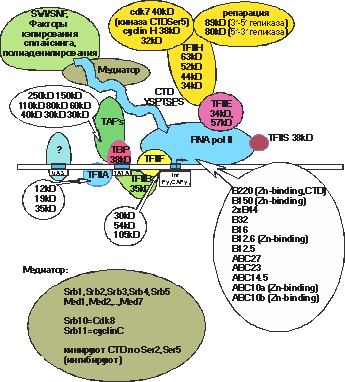 SWI/SNF,
Факторы
кэпирования
сплайсинга,
полиаденилирования
cdk7 40kD
(киназа CTDSer5)
cyclin H 38kD
32kD
репарация
89kD (3'-5' геликаза)
80kD (5'-3' геликаза)
TFIIH
63kD
52kD
44kD
34kD
Медиатор
250kD 150kD
110kD 80kD 60kD
40kD 30kD 30kD
CTD
YSPTSPS
TFIIE
34kD,
57kD
TAF's
RNA pol II
TFIIS 38kD
?
TBP
38kD
TFIIF
TFIIA
TFIIB
35kD
Inr
Py2CAPy5
12kD
19kD
35kD
30kD
54kD
105kD
B220 (Zn-binding,CTD)
B150 (Zn-binding)
2xB44
B32
B16
B12.6 (Zn-binding)
B12.5
ABC27
ABC23
ABC14.5
ABC10a (Zn-binding)
ABC10b (Zn-binding)
Медиатор:
Srb1,Srb2,Srb3,Srb4,Srb5
Med1,Med2,..,Med7
Srb10=Cdk8
Srb11=cyclinC
кинируют CTD по Ser2,Ser5
(ингибируют)